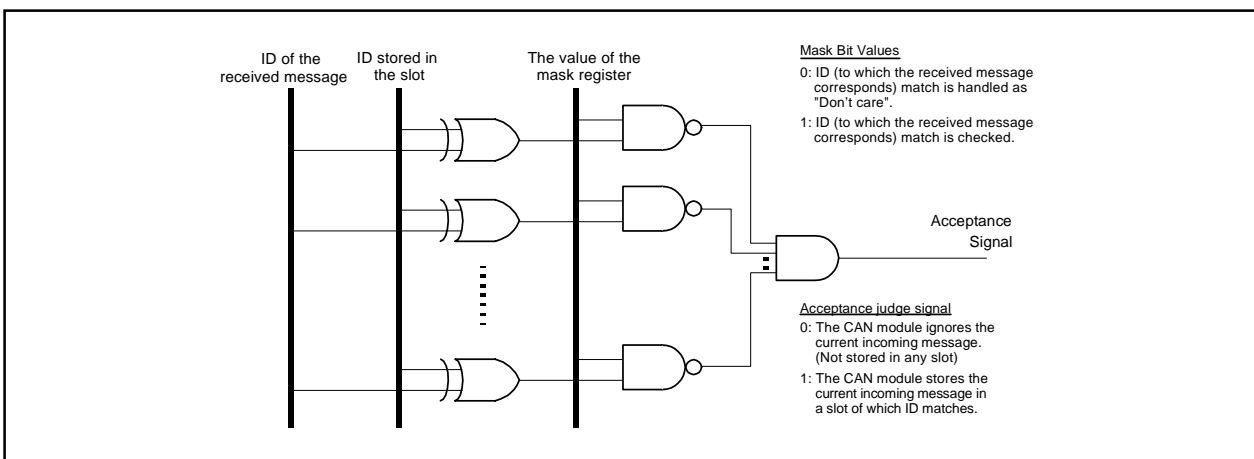 ID of the
received message
ID stored in
the slot
The value of the
mask register
Mask Bit Values
0: ID (to which the received message
corresponds) match is handled as
"Don't care".
1: ID (to which the received message
corresponds) match is checked.
Acceptance
Signal
Acceptance judge signal
0: The CAN module ignores the
current incoming message.
(Not stored in any slot)
1: The CAN module stores the
current incoming message in
a slot of which ID matches.